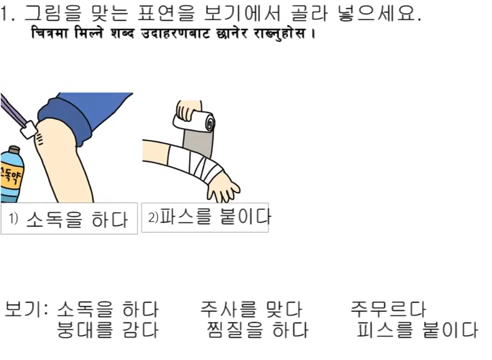 1. 그림을 맞는 표연을 보기에서 골라 넣으세요.
चित्रमा मिल्ने शब्द उदाहरणबाट छानेर राख्नुहोस ।
소독약
1) 소독을 하다
2)파스를 붙이다
보기: 소독을 하다 주사를 맞다 주무르다
붕대를 감다 찜질을 하다 피스를 붙이다